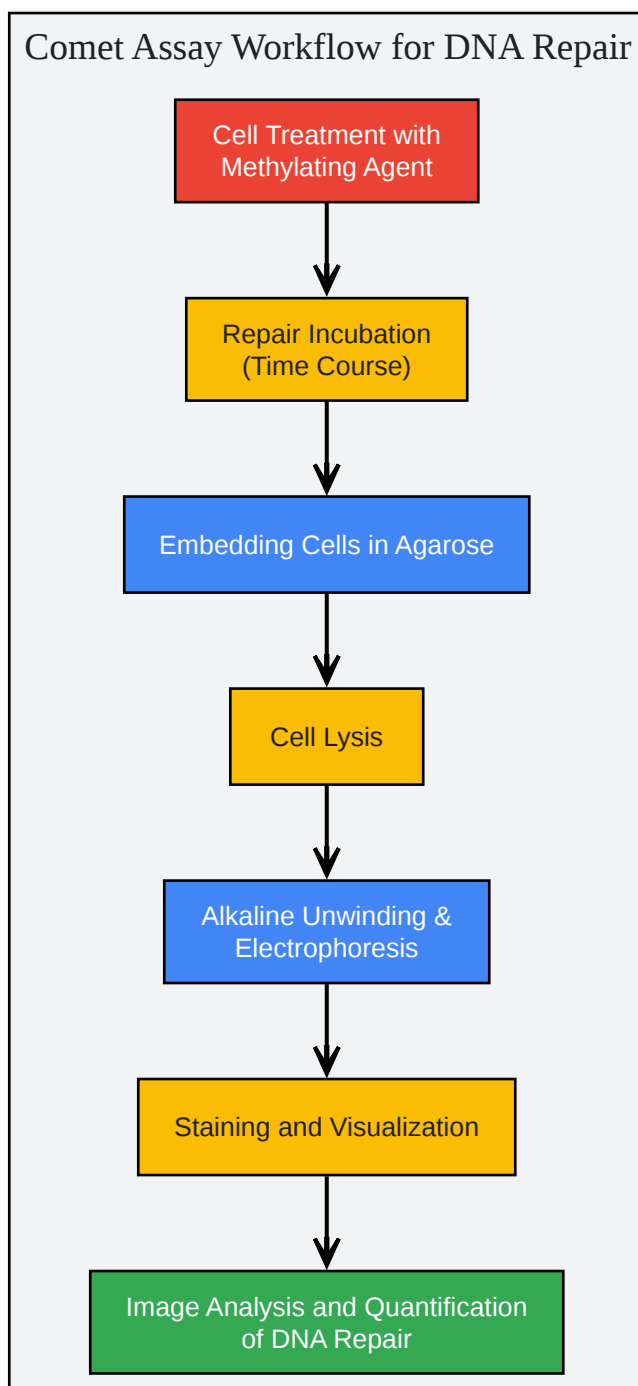 Comet Assay Workflow for DNA Repair
Cell Treatment with
Methylating Agent
Repair Incubation
(Time Course)
Embedding Cells in Agarose
Cell Lysis
Alkaline Unwinding &
Electrophoresis
Staining and Visualization
Image Analysis and Quantification
of DNA Repair